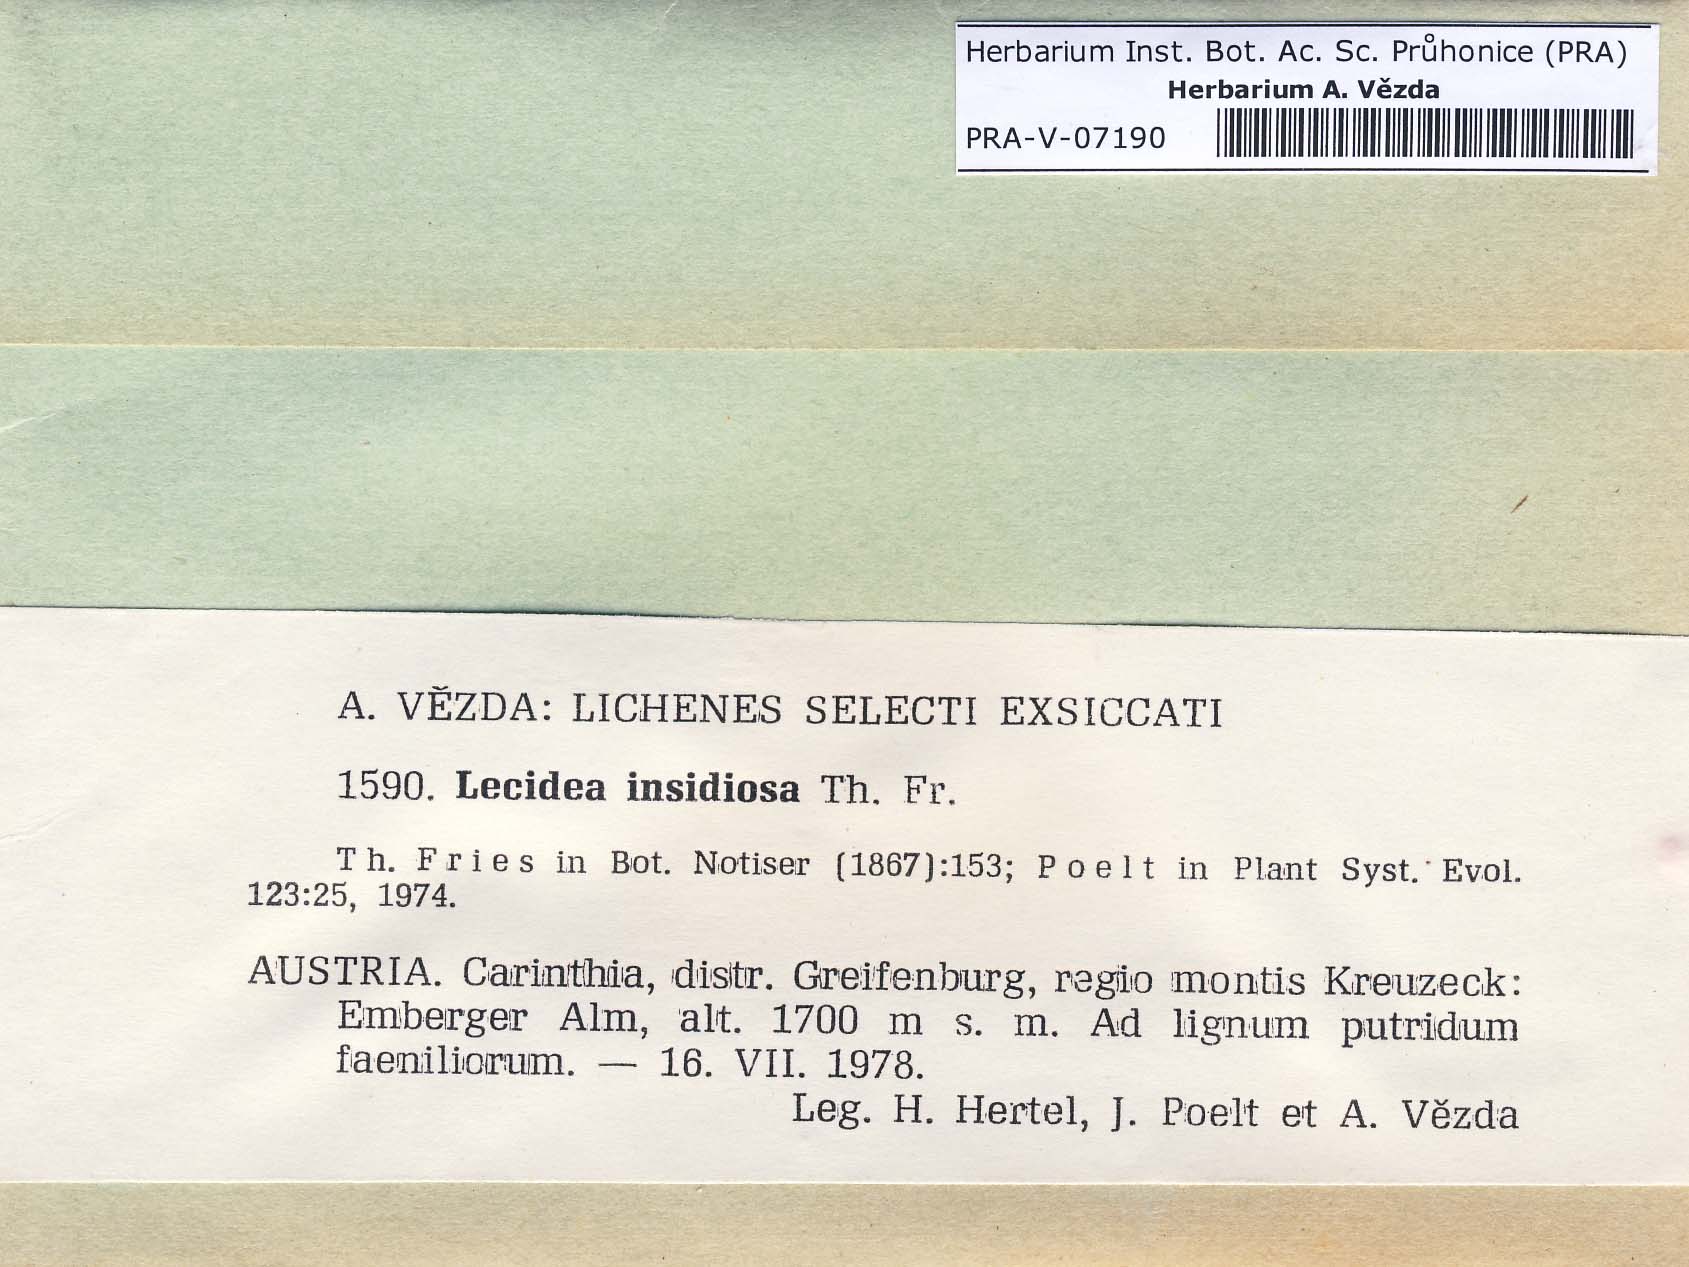 Herbarium Inst. Bot. Ac. Sc. Průhonice (PRA)
Herbarium A. Vězda
PRA-V-07190
A. VĚZDA: LICHENES SELECTI EXSICCATI
1590. Lecidea insidiosa Th. Fr.
Th. Fries in Bot. Notiser (1867):153; Poelt in Plant Syst. Evol.
123:25, 1974.
AUSTRIA. Carinthia, distr. Greifenburg, regio montis Kreuzeck:
Emberger Alm, alt. 1700 m s. m. Ad lignum putridum
faeniliorum. — 16. VII. 1978.
Leg. H. Hertel, J. Poelt et A. Vězda